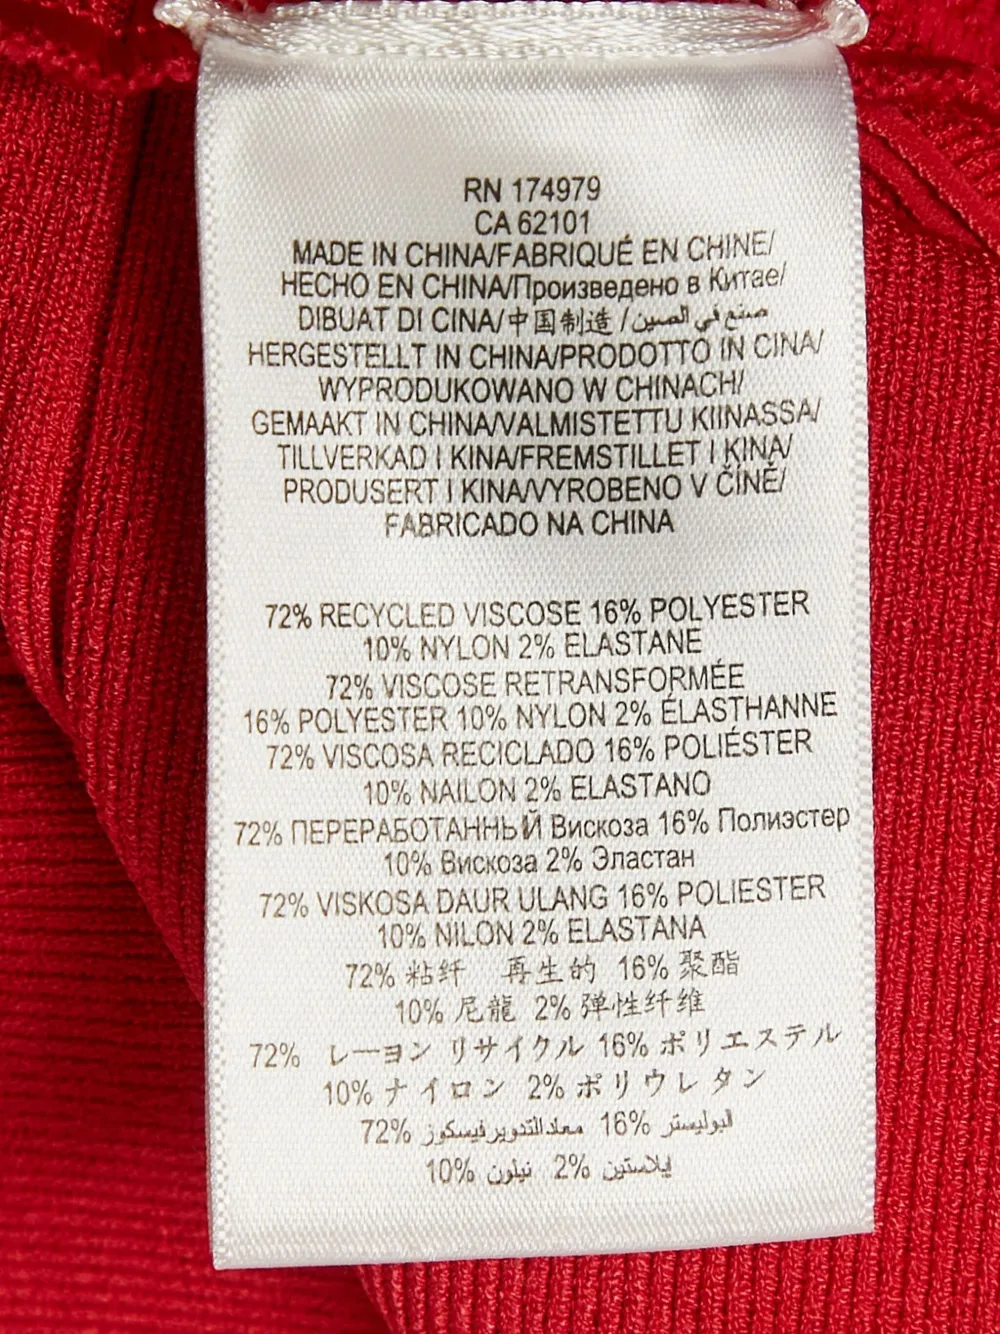 RN 174979
CA 62101
MADE IN CHINA/FABRIQUÉ EN CHINE/
HECHO EN CHINA/Произведено в Китае/
DIBUAT DI CINA/中国制造/صنع في الصين
HERGESTELLT IN CHINA/PRODOTTO IN CINA/
WYPRODUKOWANO W CHINACH/
GEMAAKT IN CHINA/VALMISTETTU KIINASSA/
TILLVERKAD I KINA/FREMSTILLET I KINA/
PRODUSERT I KINA/VYROBENO V ČÍNĚ/
FABRICADO NA CHINA
72% RECYCLED VISCOSE 16% POLYESTER
10% NYLON 2% ELASTANE
72% VISCOSE RETRANSFORMÉE
16% POLYESTER 10% NYLON 2% ÉLASTHANNE
72% VISCOSA RECICLADO 16% POLIÉSTER
10% NAILON 2% ELASTANO
72% ПЕРЕРАБОТАННЫЙ Вискоза 16% Полиэстер
10% Вискоза 2% Эластан
72% VISKOSA DAUR ULANG 16% POLIESTER
10% NILON 2% ELASTANA
72% 粘纤 再生的 16% 聚酯
10% 尼龍 2% 弹性纤维
72% レーヨン リサイクル 16% ポリエステル
10% ナイロン 2% ポリウレタン
72% معادالتدويرفيسكوز 16% البوليستر
10% نيلون 2% إيلاستين